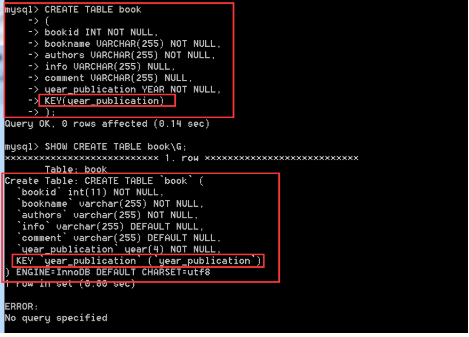 mysql> CREATE TABLE book
-> (
-> bookid INT NOT NULL,
-> bookname VARCHAR(255) NOT NULL,
-> authors VARCHAR(255) NOT NULL,
-> info VARCHAR(255) NULL,
-> comment VARCHAR(255) NULL,
-> year_publication YEAR NOT NULL,
-> KEY(year_publication)
-> );
Query OK, 0 rows affected (0.14 sec)
mysql> SHOW CREATE TABLE book\G;
*************************** 1. row ***************************
Table: book
Create Table: CREATE TABLE `book` (
`bookid` int(11) NOT NULL,
`bookname` varchar(255) NOT NULL,
`authors` varchar(255) NOT NULL,
`info` varchar(255) DEFAULT NULL,
`comment` varchar(255) DEFAULT NULL,
`year_publication` year(4) NOT NULL,
KEY `year_publication` (`year_publication`)
) ENGINE=InnoDB DEFAULT CHARSET=utf8
1 row in set (0.00 sec)
ERROR:
No query specified